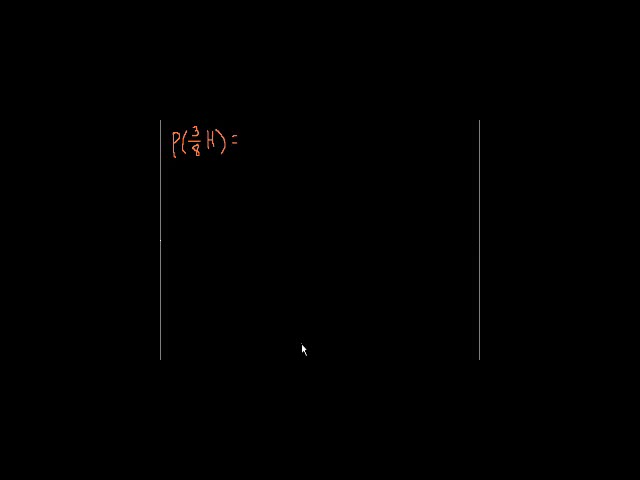 P(3/8 H) =